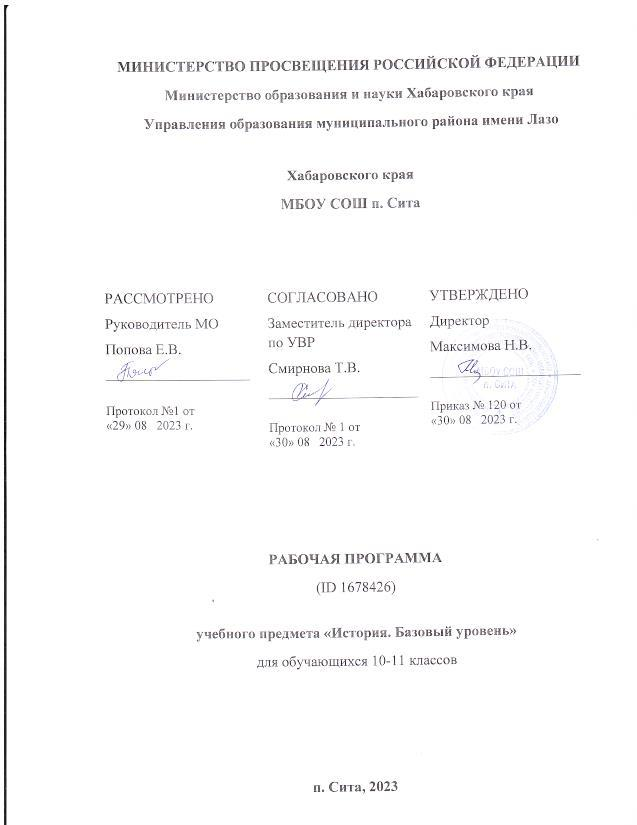 МИНИСТЕРСТВО ПРОСВЕЩЕНИЯ РОССИЙСКОЙ ФЕДЕРАЦИИ
Министерство образования и науки Хабаровского края
Управления образования муниципального района имени Лазо
Хабаровского края
МБОУ СОШ п. Сита
РАССМОТРЕНО
Руководитель МО
Попова Е.В.
Протокол №1 от
«29» 08 2023 г.
СОГЛАСОВАНО
Заместитель директора
по УВР
Смирнова Т.В.
Протокол № 1 от
«30» 08 2023 г.
УТВЕРЖДЕНО
Директор
Максимова Н.В.
МБОУ СОШ
п. СИТА
Приказ № 120 от
«30» 08 2023 г.
РАБОЧАЯ ПРОГРАММА
(ID 1678426)
учебного предмета «История. Базовый уровень»
для обучающихся 10-11 классов
п. Сита, 2023